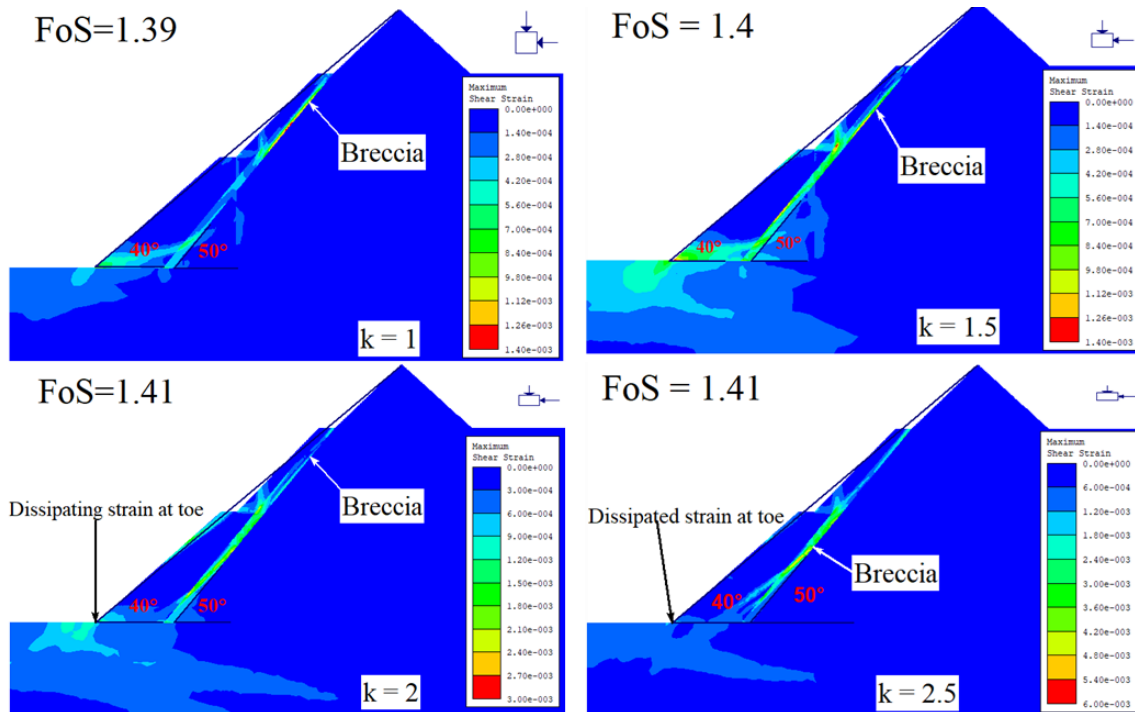 FoS=1.39
Maximum
Shear Strain
0.00e+000
1.40e-004
2.80e-004
4.20e-004
5.60e-004
7.00e-004
8.40e-004
9.80e-004
1.12e-003
1.26e-003
1.40e-003
Breccia
40°
50°
k = 1
FoS = 1.4
Maximum
Shear Strain
0.00e+000
1.40e-004
2.80e-004
4.20e-004
5.60e-004
7.00e-004
8.40e-004
9.80e-004
1.12e-003
1.26e-003
1.40e-003
Breccia
40°
50°
k = 1.5
FoS=1.41
Maximum
Shear Strain
0.00e+000
3.00e-004
6.00e-004
9.00e-004
1.20e-003
1.50e-003
1.80e-003
2.10e-003
2.40e-003
2.70e-003
3.00e-003
Breccia
Dissipating strain at toe
40°
50°
k = 2
FoS = 1.41
Maximum
Shear Strain
0.00e+000
6.00e-004
1.20e-003
1.80e-003
2.40e-003
3.00e-003
3.60e-003
4.20e-003
4.80e-003
5.40e-003
6.00e-003
Dissipated strain at toe
Breccia
40°
50°
k = 2.5